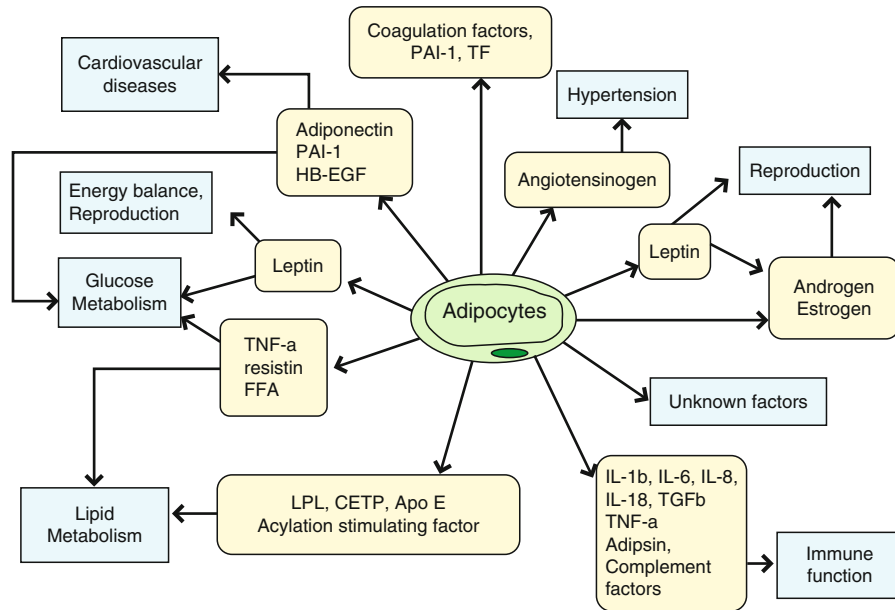 Coagulation factors,
PAI-1, TF
Cardiovascular
diseases
Hypertension
Adiponectin
PAI-1
HB-EGF
Angiotensinogen
Reproduction
Energy balance,
Reproduction
Leptin
Leptin
Glucose
Metabolism
Adipocytes
Androgen
Estrogen
TNF-a
resistin
FFA
Unknown factors
LPL, CETP, Apo E
Acylation stimulating factor
Lipid
Metabolism
IL-1b, IL-6, IL-8,
IL-18, TGFb
TNF-a
Adipsin,
Complement
factors
Immune
function